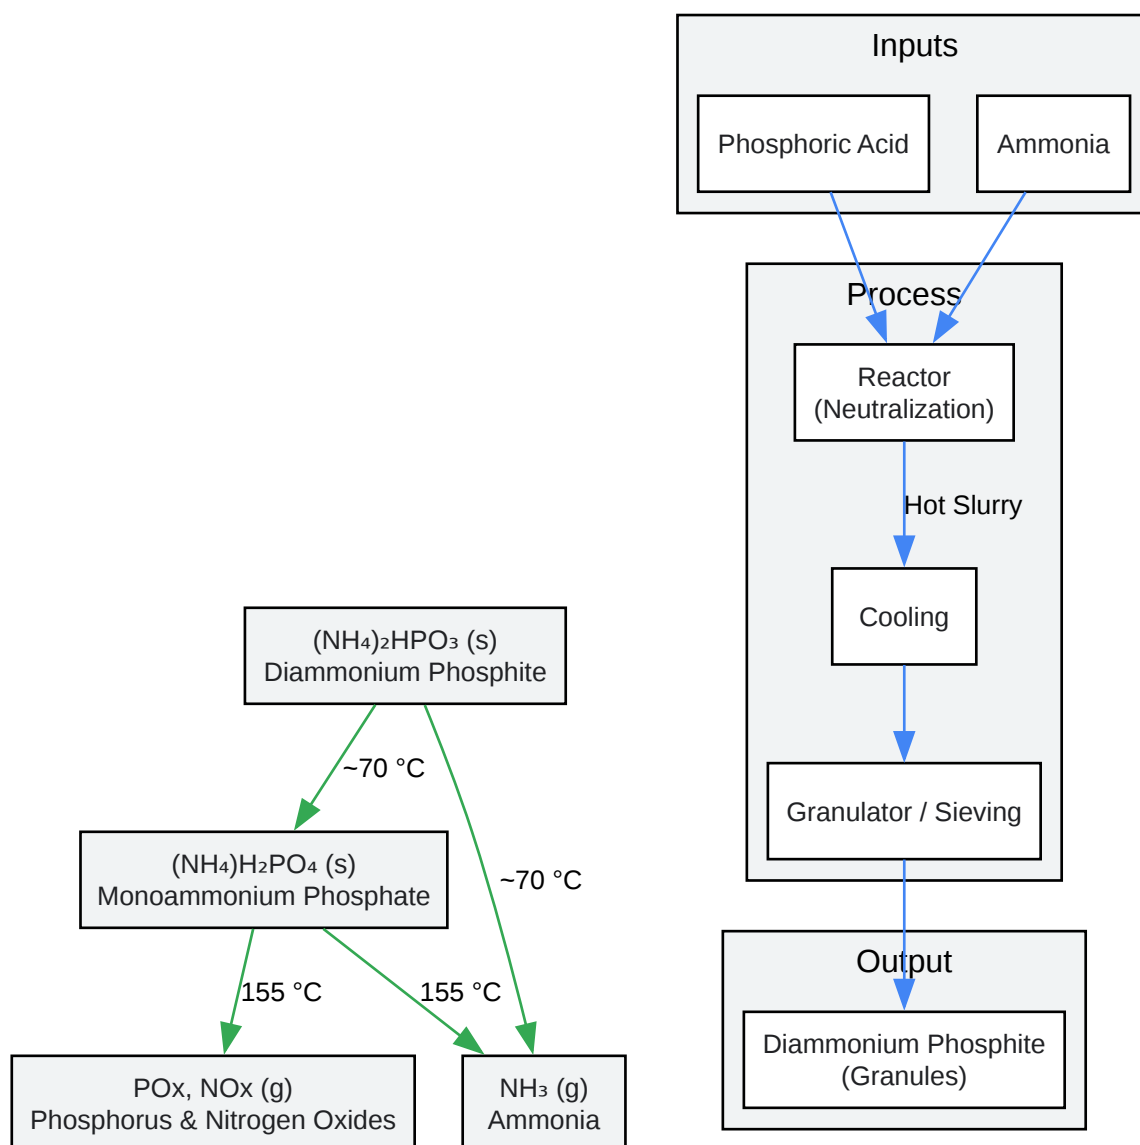 Inputs
Phosphoric Acid
Ammonia
Process
Reactor
(Neutralization)
Hot Slurry
Cooling
Granulator / Sieving
Output
Diammonium Phosphite
(Granules)
(NH₄)₂HPO₃ (s)
Diammonium Phosphite
~70 °C
(NH₄)H₂PO₄ (s)
Monoammonium Phosphate
~70 °C
155 °C
155 °C
POx, NOx (g)
Phosphorus & Nitrogen Oxides
NH₃ (g)
Ammonia